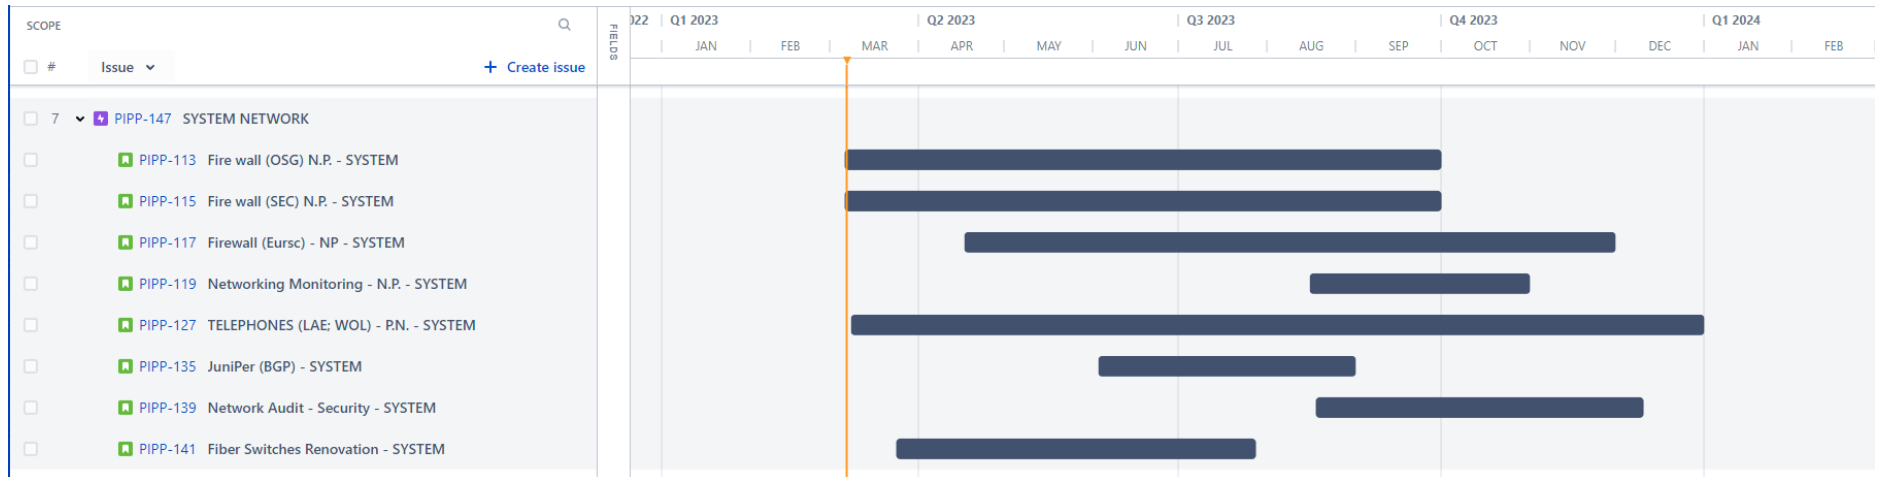 SCOPE
FIELDS
022 Q1 2023 Q2 2023 Q3 2023 Q4 2023 Q1 2024
JAN FEB MAR APR MAY JUN JUL AUG SEP OCT NOV DEC JAN FEB
# Issue + Create issue
7 PIPP-147 SYSTEM NETWORK
PIPP-113 Fire wall (OSG) N.P. - SYSTEM
PIPP-115 Fire wall (SEC) N.P. - SYSTEM
PIPP-117 Firewall (Eursc) - NP - SYSTEM
PIPP-119 Networking Monitoring - N.P. - SYSTEM
PIPP-127 TELEPHONES (LAE; WOL) - P.N. - SYSTEM
PIPP-135 JuniPer (BGP) - SYSTEM
PIPP-139 Network Audit - Security - SYSTEM
PIPP-141 Fiber Switches Renovation - SYSTEM